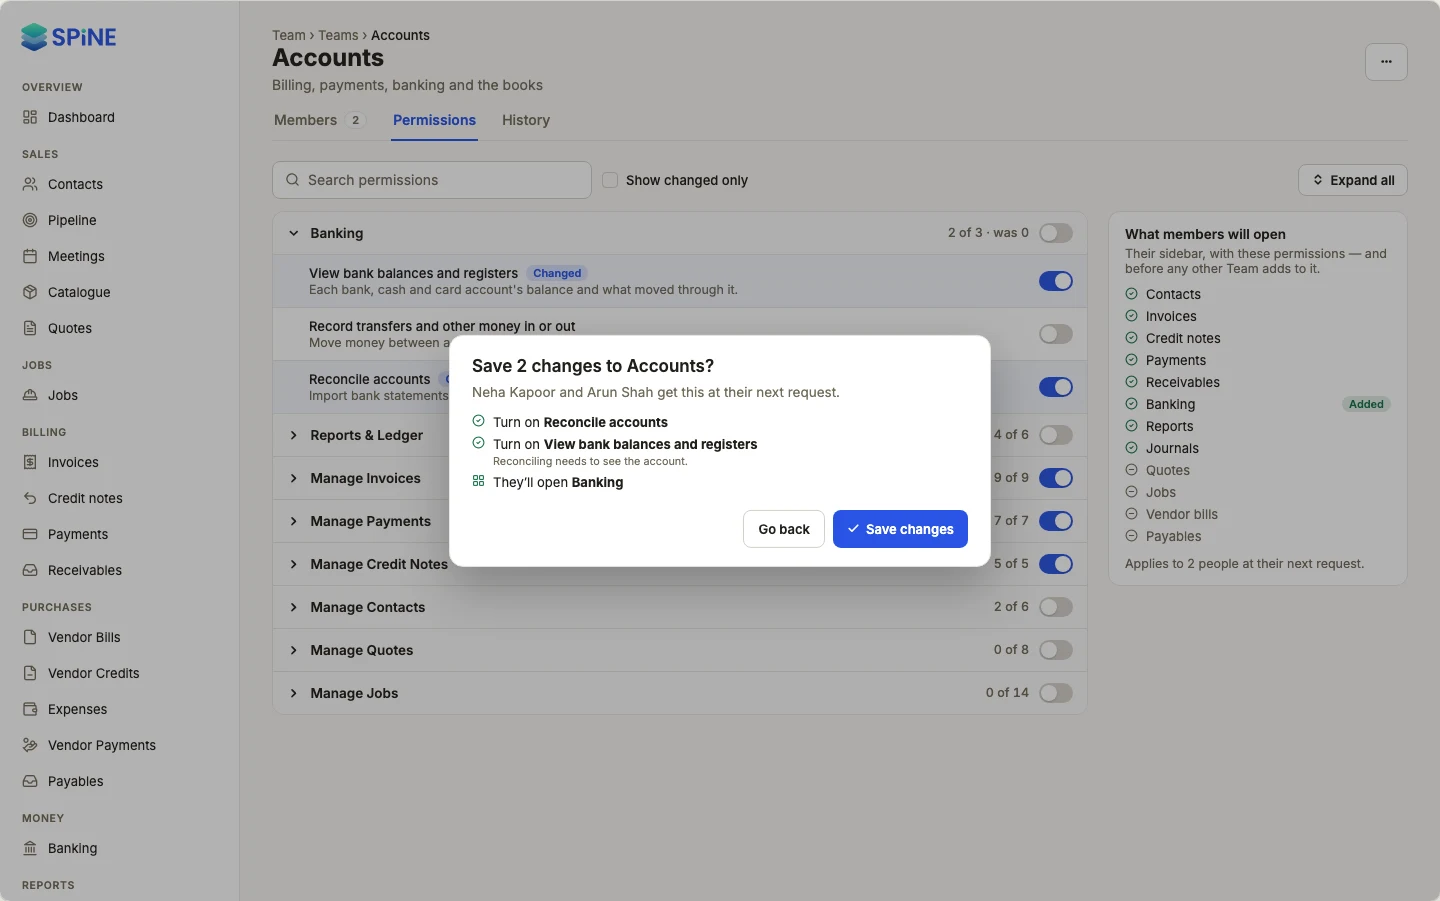 SPiNE
OVERVIEW
Dashboard
SALES
Contacts
Pipeline
Meetings
Catalogue
Quotes
JOBS
Jobs
BILLING
Invoices
Credit notes
Payments
Receivables
PURCHASES
Vendor Bills
Vendor Credits
Expenses
Vendor Payments
Payables
MONEY
Banking
REPORTS
Team › Teams › Accounts
Accounts
Billing, payments, banking and the books
Members 2 Permissions History
Search permissions Show changed only Expand all
Banking 2 of 3 · was 0
View bank balances and registers Changed
Each bank, cash and card account's balance and what moved through it.
Record transfers and other money in or out
Move money between
Reconcile accounts
Import bank statements
Reports & Ledger 4 of 6
Manage Invoices 9 of 9
Manage Payments 7 of 7
Manage Credit Notes 5 of 5
Manage Contacts 2 of 6
Manage Quotes 0 of 8
Manage Jobs 0 of 14
Save 2 changes to Accounts?
Neha Kapoor and Arun Shah get this at their next request.
Turn on Reconcile accounts
Turn on View bank balances and registers
Reconciling needs to see the account.
They’ll open Banking
Go back Save changes
What members will open
Their sidebar, with these permissions — and
before any other Team adds to it.
Contacts
Invoices
Credit notes
Payments
Receivables
Banking Added
Reports
Journals
Quotes
Jobs
Vendor bills
Payables
Applies to 2 people at their next request.